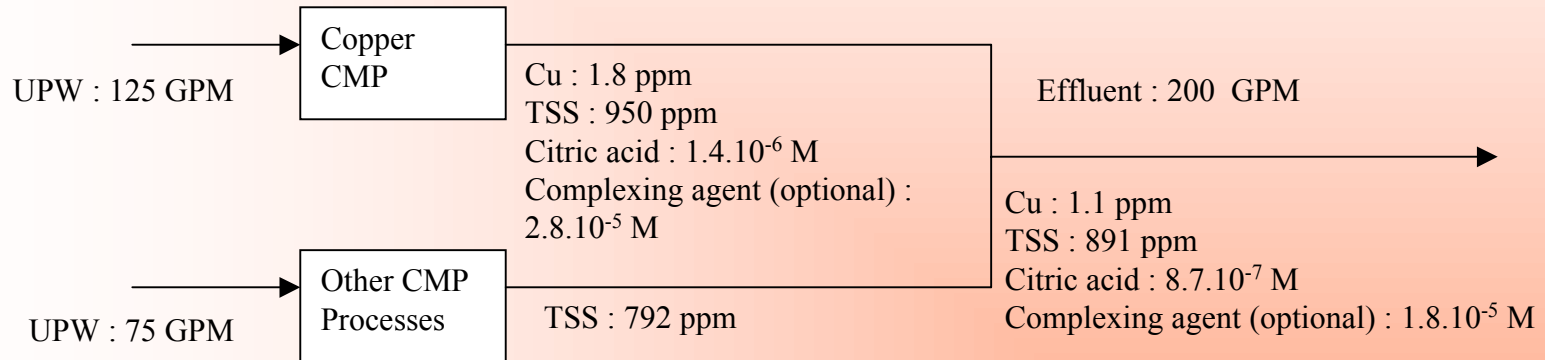 Copper
CMP
UPW : 125 GPM
Cu : 1.8 ppm
TSS : 950 ppm
Citric acid : 1.4.10⁻⁶ M
Complexing agent (optional) :
2.8.10⁻⁵ M
Effluent : 200 GPM
Cu : 1.1 ppm
TSS : 891 ppm
Citric acid : 8.7.10⁻⁷ M
Complexing agent (optional) : 1.8.10⁻⁵ M
Other CMP
Processes
UPW : 75 GPM
TSS : 792 ppm